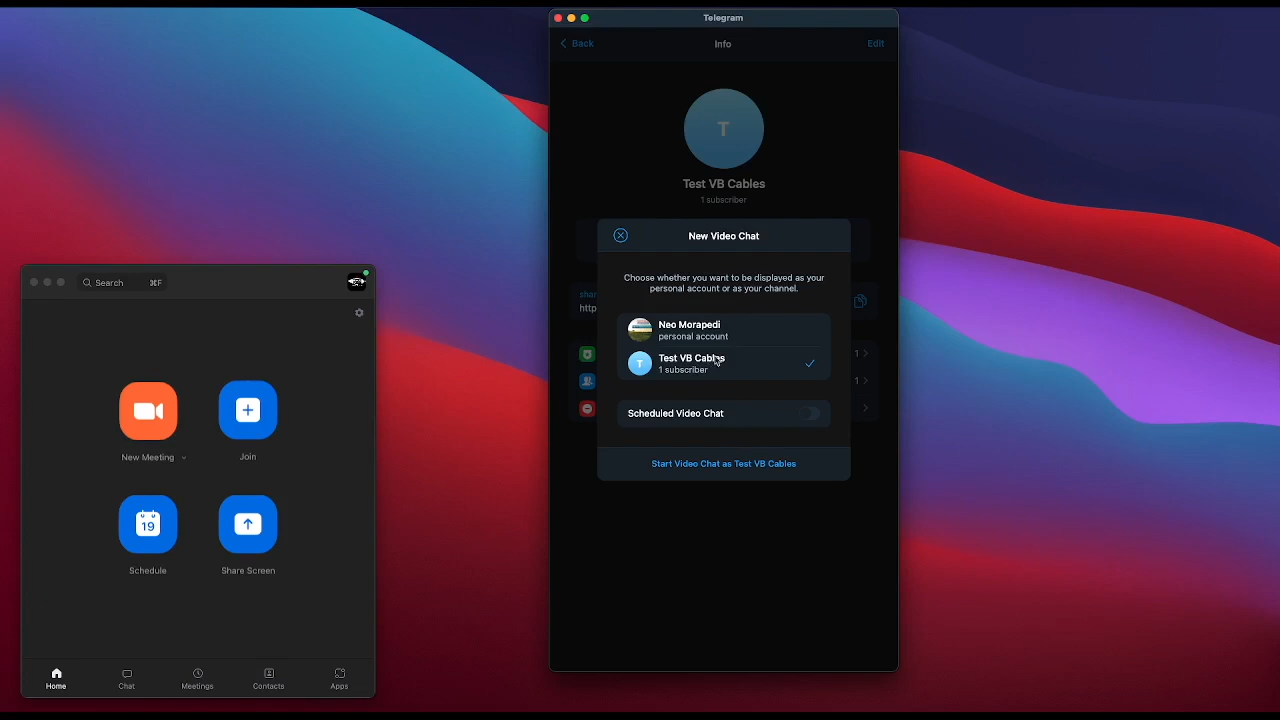 Search ⌘F
New Meeting
Join
19
Schedule
Share Screen
Home
Chat
Meetings
Contacts
Apps
Telegram
Back
Info
Edit
T
Test VB Cables
1 subscriber
shar
http
1
1
New Video Chat
Choose whether you want to be displayed as your
personal account or as your channel.
Neo Morapedi
personal account
T
Test VB Cables
1 subscriber
Scheduled Video Chat
Start Video Chat as Test VB Cables